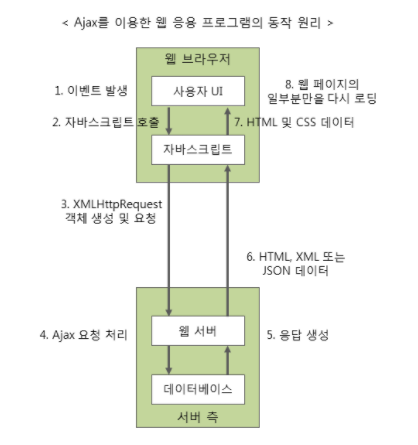 < Ajax를 이용한 웹 응용 프로그램의 동작 원리 >
웹 브라우저
1. 이벤트 발생
사용자 UI
8. 웹 페이지의
일부분만을 다시 로딩
2. 자바스크립트 호출
7. HTML 및 CSS 데이터
자바스크립트
3. XMLHttpRequest
객체 생성 및 요청
6. HTML, XML 또는
JSON 데이터
4. Ajax 요청 처리
웹 서버
5. 응답 생성
데이터베이스
서버 측